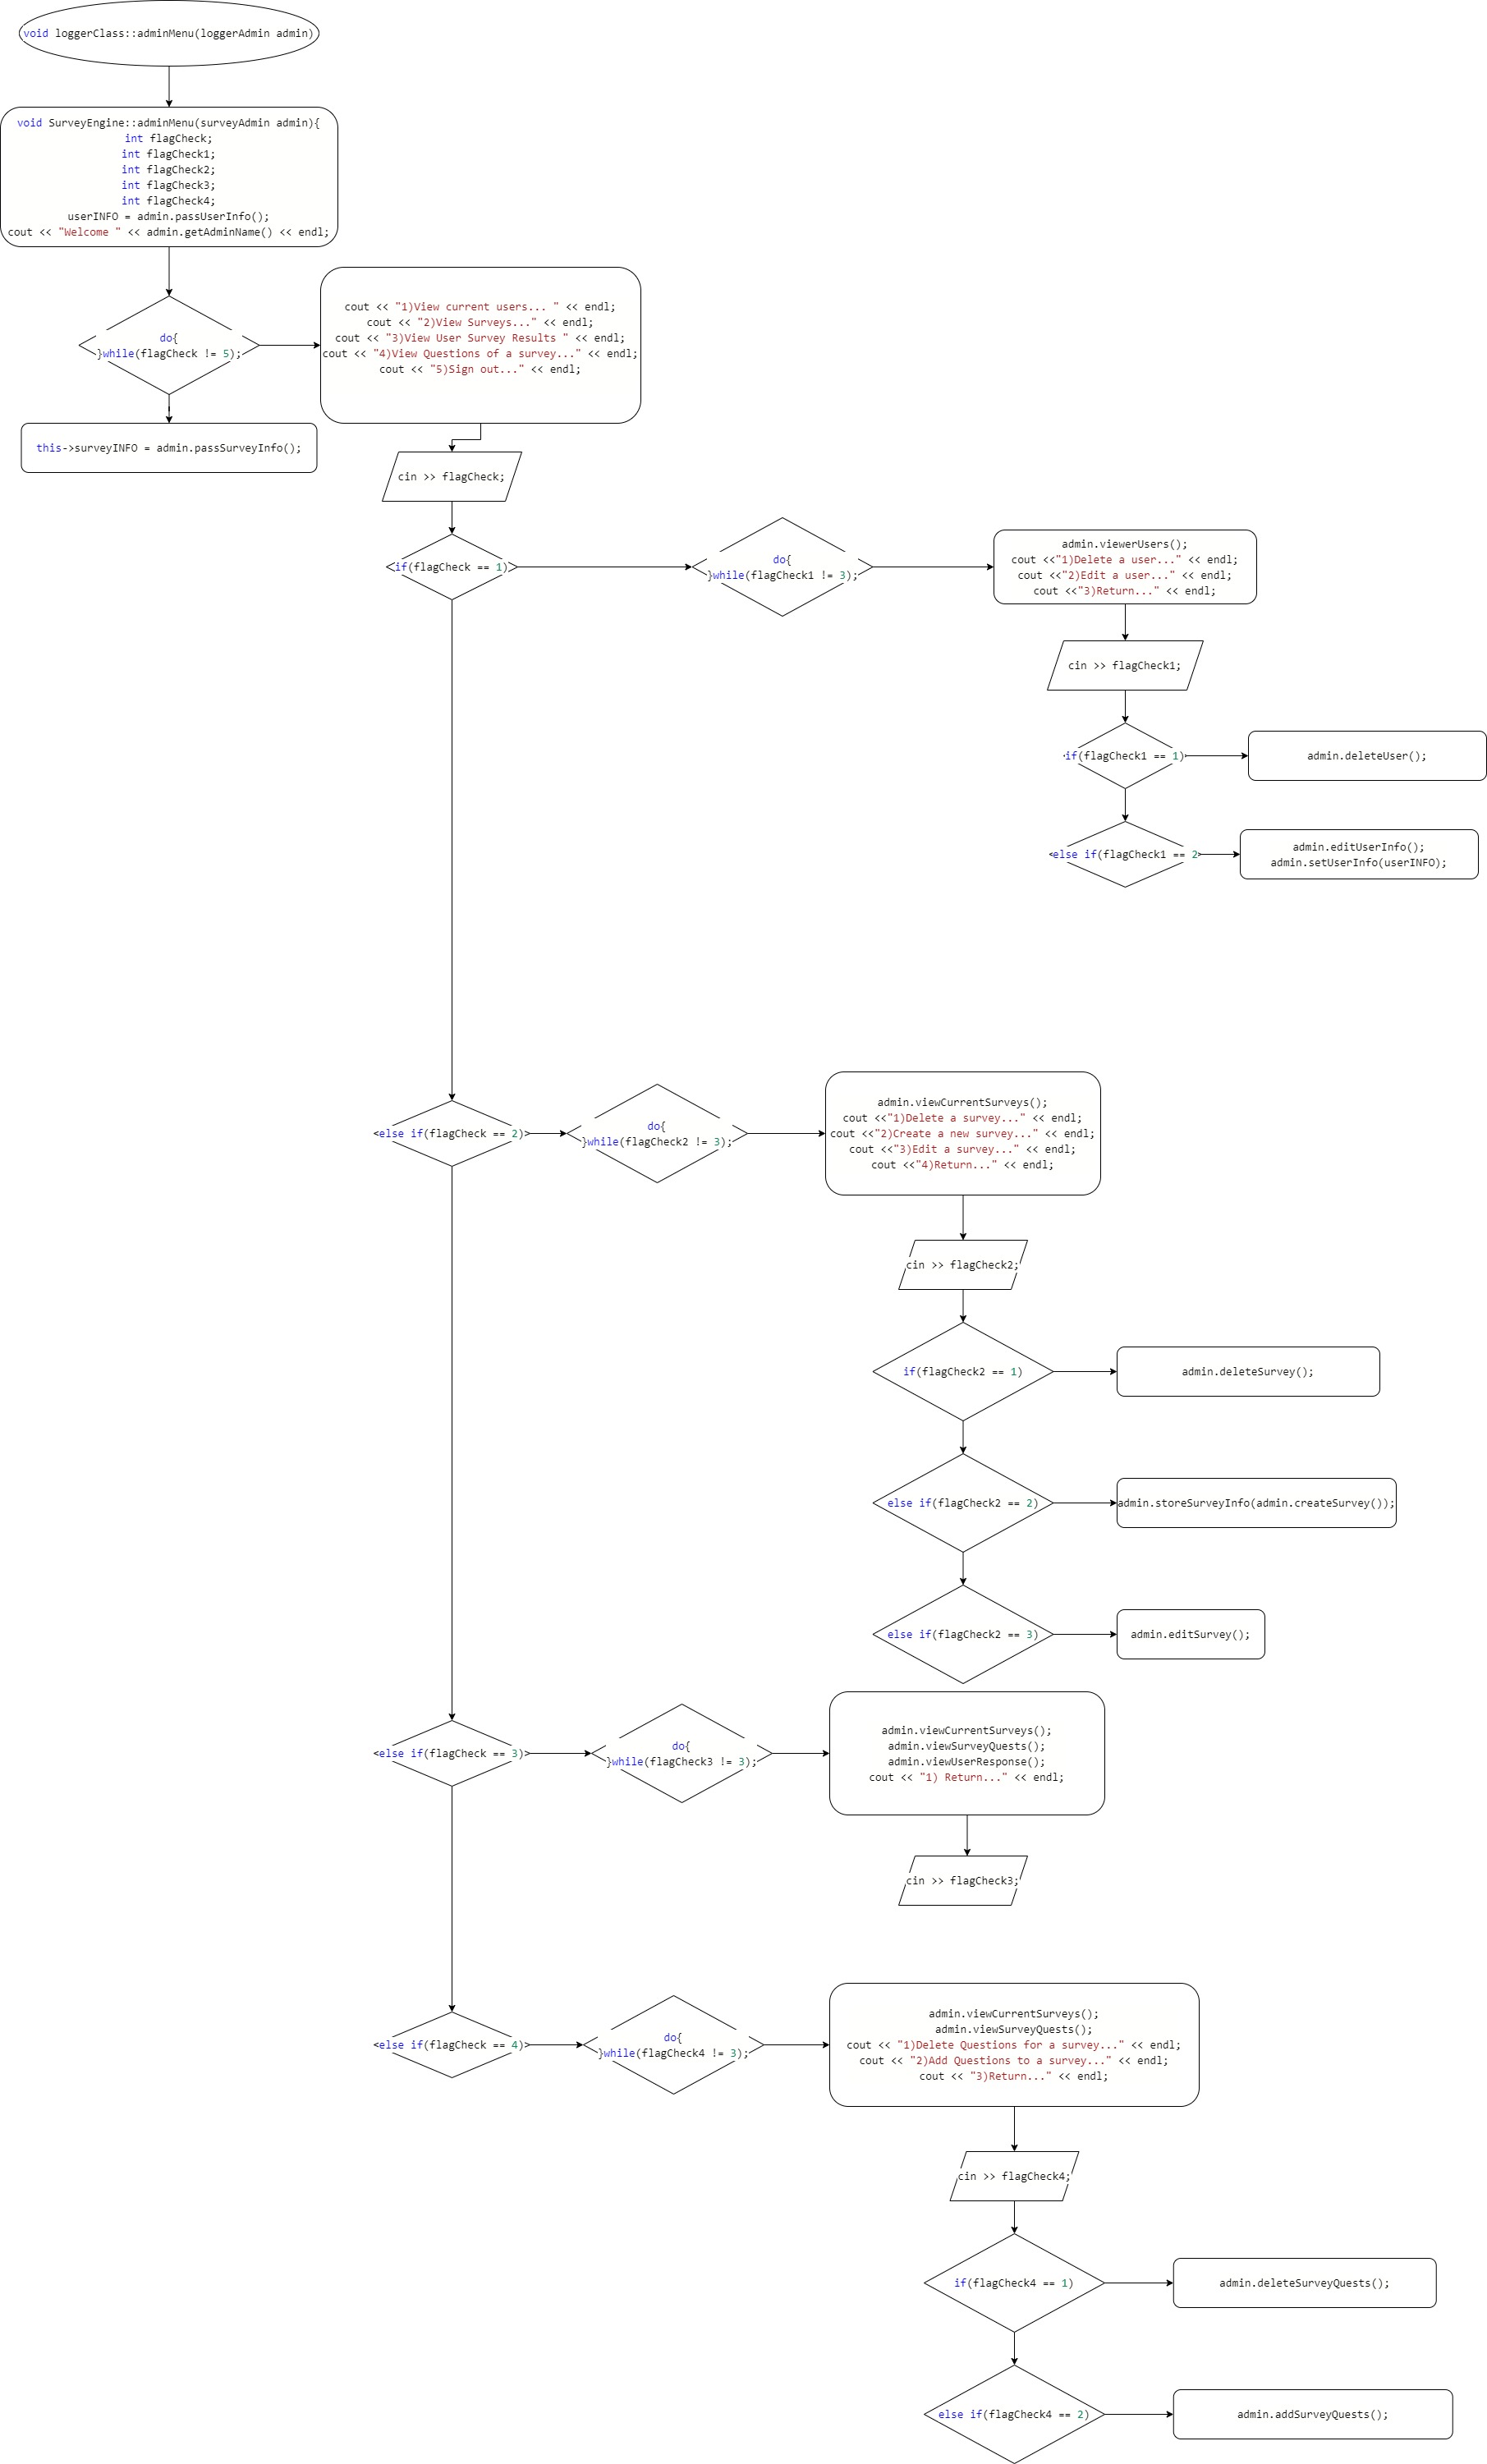 void loggerClass::adminMenu(loggerAdmin admin)
void SurveyEngine::adminMenu(surveyAdmin admin){
int flagCheck;
int flagCheck1;
int flagCheck2;
int flagCheck3;
int flagCheck4;
userINFO = admin.passUserInfo();
cout << "Welcome " << admin.getAdminName() << endl;
do{
}while(flagCheck != 5);
cout << "1)View current users... " << endl;
cout << "2)View Surveys..." << endl;
cout << "3)View User Survey Results " << endl;
cout << "4)View Questions of a survey..." << endl;
cout << "5)Sign out..." << endl;
this->surveyINFO = admin.passSurveyInfo();
cin >> flagCheck;
if(flagCheck == 1)
do{
}while(flagCheck1 != 3);
admin.viewerUsers();
cout <<"1)Delete a user..." << endl;
cout <<"2)Edit a user..." << endl;
cout <<"3)Return..." << endl;
cin >> flagCheck1;
if(flagCheck1 == 1)
admin.deleteUser();
else if(flagCheck1 == 2
admin.editUserInfo();
admin.setUserInfo(userINFO);
else if(flagCheck == 2)
do{
}while(flagCheck2 != 3);
admin.viewCurrentSurveys();
cout <<"1)Delete a survey..." << endl;
cout <<"2)Create a new survey..." << endl;
cout <<"3)Edit a survey..." << endl;
cout <<"4)Return..." << endl;
cin >> flagCheck2;
if(flagCheck2 == 1)
admin.deleteSurvey();
else if(flagCheck2 == 2)
admin.storeSurveyInfo(admin.createSurvey());
else if(flagCheck2 == 3)
admin.editSurvey();
else if(flagCheck == 3)
do{
}while(flagCheck3 != 3);
admin.viewCurrentSurveys();
admin.viewSurveyQuests();
admin.viewUserResponse();
cout << "1) Return..." << endl;
cin >> flagCheck3;
else if(flagCheck == 4)
do{
}while(flagCheck4 != 3);
admin.viewCurrentSurveys();
admin.viewSurveyQuests();
cout << "1)Delete Questions for a survey..." << endl;
cout << "2)Add Questions to a survey..." << endl;
cout << "3)Return..." << endl;
cin >> flagCheck4;
if(flagCheck4 == 1)
admin.deleteSurveyQuests();
else if(flagCheck4 == 2)
admin.addSurveyQuests();